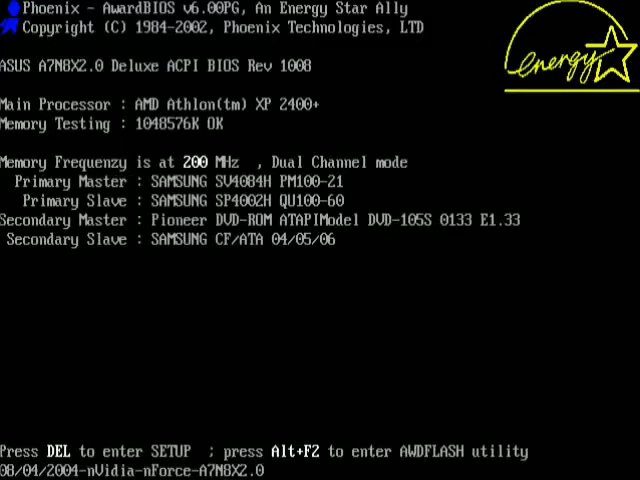 Phoenix - AwardBIOS v6.00PG, An Energy Star Ally
Copyright (C) 1984-2002, Phoenix Technologies, LTD
energy
ASUS A7N8X2.0 Deluxe ACPI BIOS Rev 1008
Main Processor : AMD Athlon(tm) XP 2400+
Memory Testing : 1048576K OK
Memory Frequenzy is at 200 MHz , Dual Channel mode
Primary Master : SAMSUNG SV4084H PM100-21
Primary Slave : SAMSUNG SP4002H QU100-60
Secondary Master : Pioneer DVD-ROM ATAPIModel DVD-105S 0133 E1.33
Secondary Slave : SAMSUNG CF/ATA 04/05/06
Press DEL to enter SETUP ; press Alt+F2 to enter AWDFLASH utility
08/04/2004-nVidia-nForce-A7N8X2.0